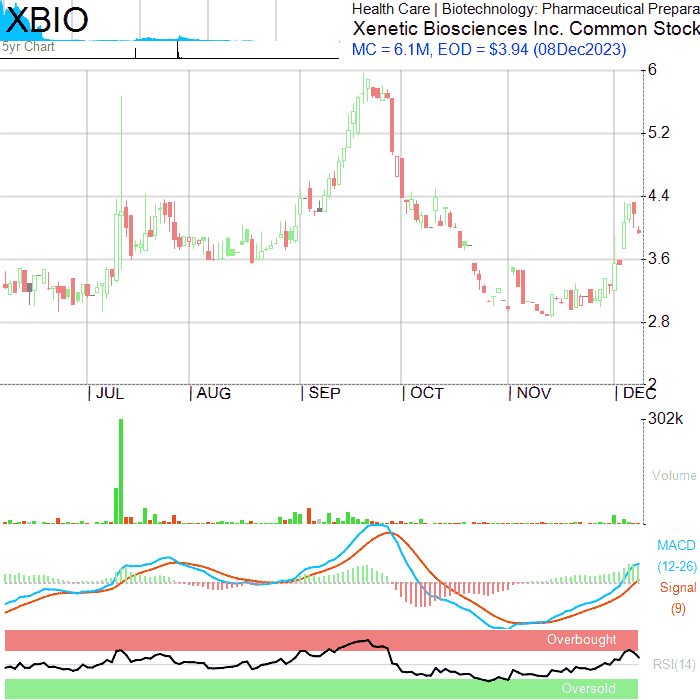 XBIO
5yr Chart
Health Care | Biotechnology: Pharmaceutical Prepara
Xenetic Biosciences Inc. Common Stock
MC = 6.1M, EOD = $3.94 (08Dec2023)
6
5.2
4.4
3.6
2.8
2
JUL AUG SEP OCT NOV DEC
302k
Volume
MACD
(12-26)
Signal
(9)
Overbought
RSI(14)
Oversold